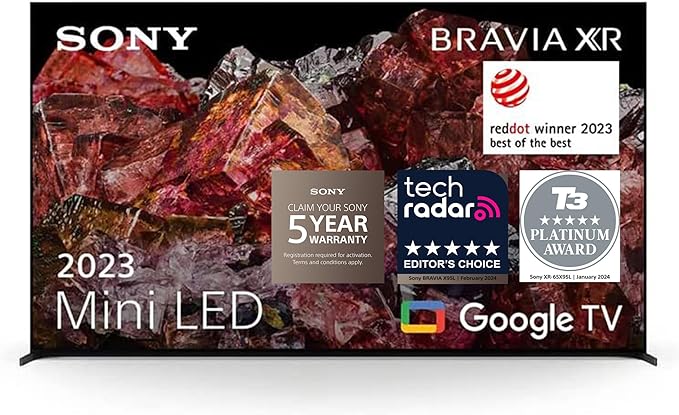 SONY
BRAVIA XR
reddot winner 2023
best of the best
SONY
CLAIM YOUR SONY
5 YEAR
WARRANTY
Registration required for activation.
Terms and conditions apply.
tech
radar
EDITOR'S CHOICE
Sony BRAVIA X95L | February 2024
T3
PLATINUM
AWARD
Sony XR-65X95L | January 2024
2023
Mini LED
Google TV